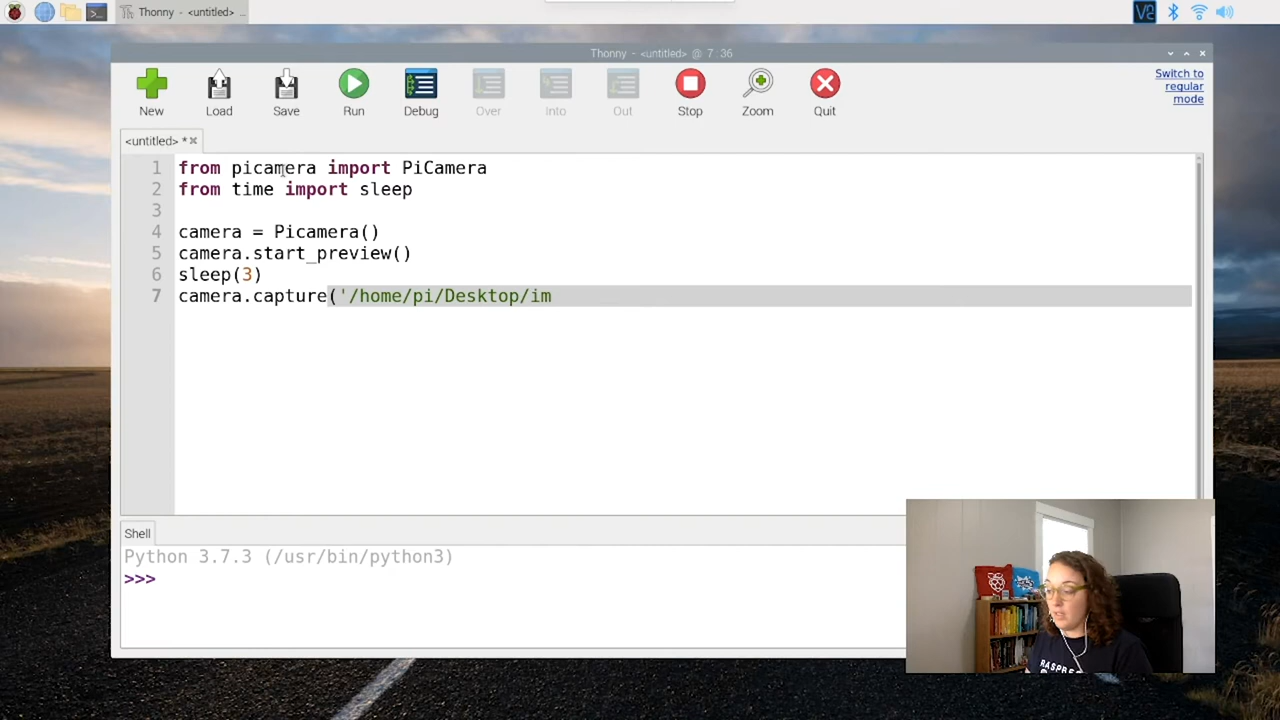 Thonny - <untitled> ...
Thonny - <untitled> @ 7:36
New
Load
Save
Run
Debug
Over
Into
Out
Stop
Zoom
Quit
Switch to
regular
mode
<untitled> *
1 from picamera import PiCamera
2 from time import sleep
3
4 camera = Picamera()
5 camera.start_preview()
6 sleep(3)
7 camera.capture('/home/pi/Desktop/im
Shell
Python 3.7.3 (/usr/bin/python3)
>>>
RASPBE